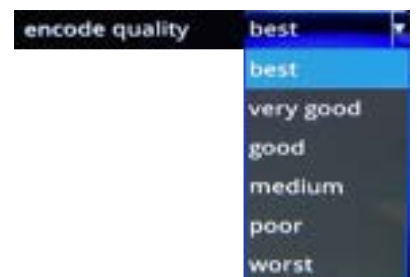 encode quality best
best
very good
good
medium
poor
worst